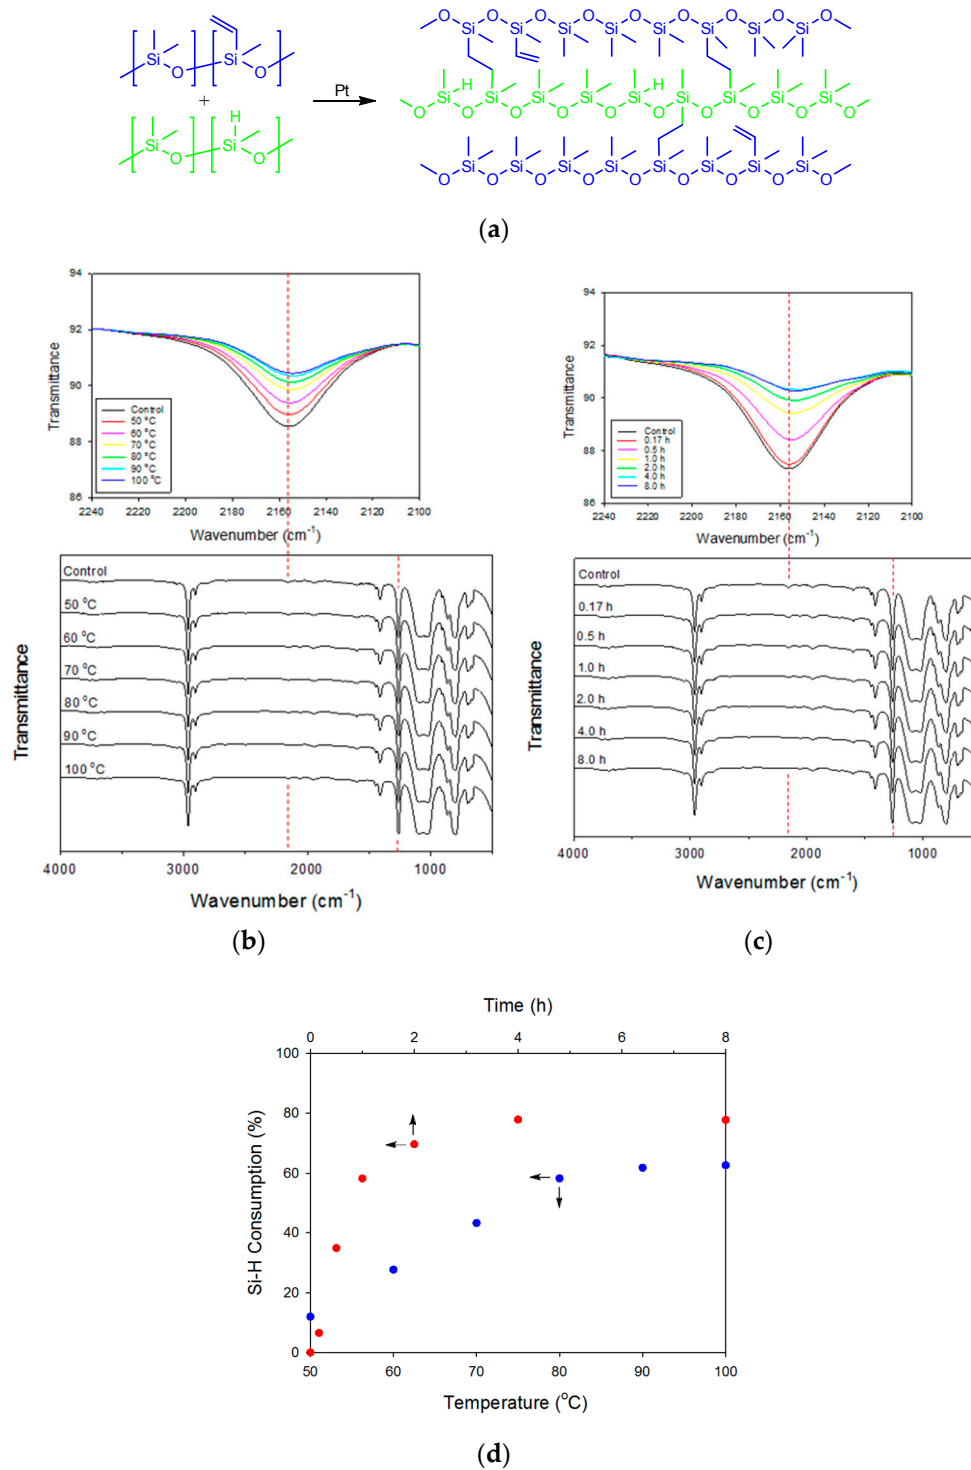 Si Si
O O
+
H
Si Si
O O
Pt
O O O O O O O O O
Si Si Si Si Si Si Si Si
H H
Si Si Si Si Si Si Si Si Si
O O O O O O O O O O
Si Si Si Si Si Si Si Si
O O O O O O O O O
(a)
94
92
90
88
86
Transmittance
Control
50 °C
60 °C
70 °C
80 °C
90 °C
100 °C
2240 2220 2200 2180 2160 2140 2120 2100
Wavenumber (cm-1)
Control
50 °C
60 °C
70 °C
80 °C
90 °C
100 °C
Transmittance
4000 3000 2000 1000
Wavenumber (cm-1)
(b)
94
92
90
88
86
Transmittance
Control
0.17 h
0.5 h
1.0 h
2.0 h
4.0 h
8.0 h
2240 2220 2200 2180 2160 2140 2120 2100
Wavenumber (cm-1)
Control
0.17 h
0.5 h
1.0 h
2.0 h
4.0 h
8.0 h
Transmittance
4000 3000 2000 1000
Wavenumber (cm-1)
(c)
Time (h)
0 2 4 6 8
100
80
60
40
20
0
Si-H Consumption (%)
50 60 70 80 90 100
Temperature (°C)
(d)